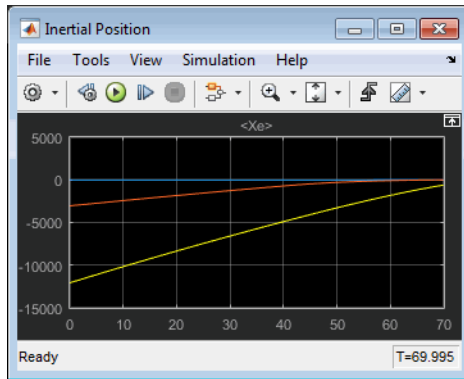 Inertial Position
File Tools View Simulation Help
<Xe>
5000
0
-5000
-10000
-15000
0 10 20 30 40 50 60 70
Ready T=69.995